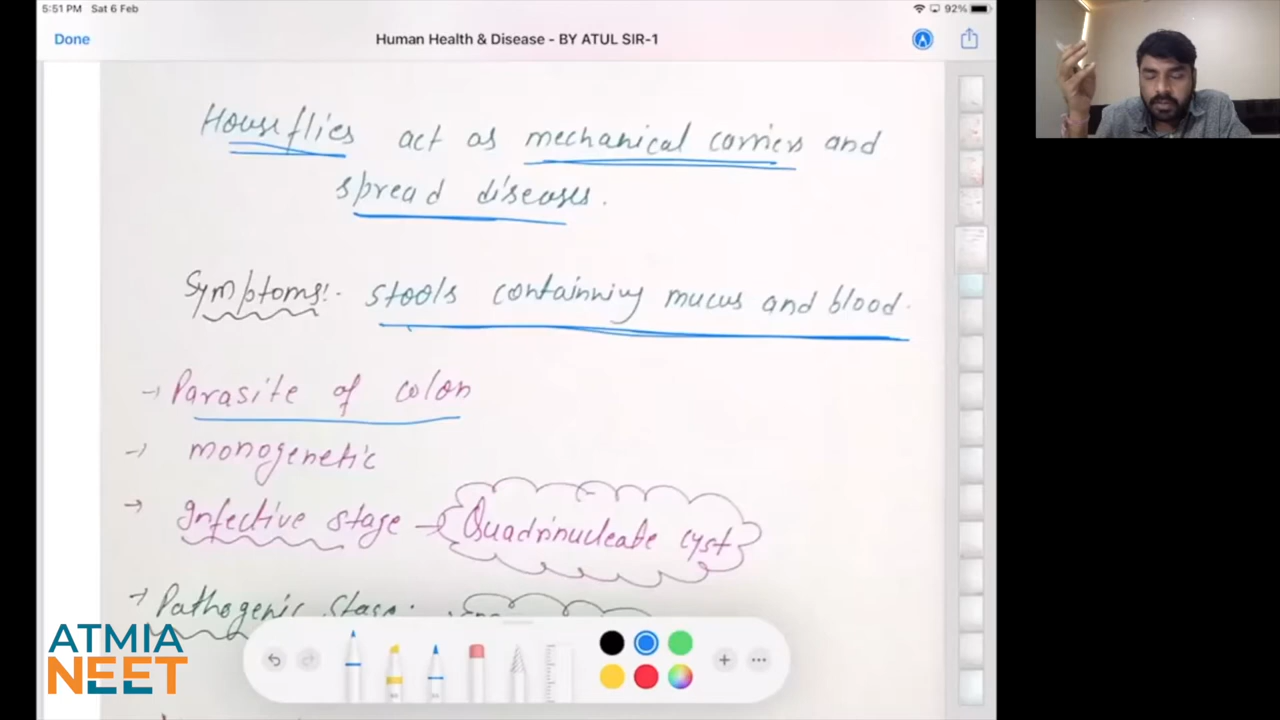 5:51 PM Sat 6 Feb
92%
Done
Human Health & Disease - BY ATUL SIR-1
Houseflies act as mechanical carriers and
spread diseases.
Symptoms:- stools containing mucus and blood.
→ Parasite of colon
→ monogenetic
→ Infective stage → Quadrinucleate cyst
→ Pathogenic stage:
ATMIA
NEET